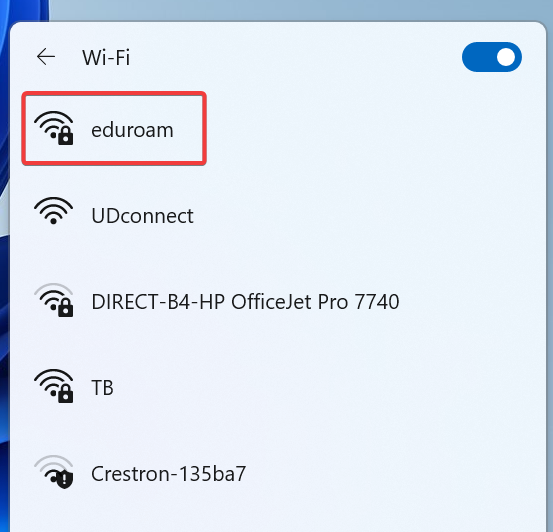 Wi-Fi
eduroam
UDconnect
DIRECT-B4-HP OfficeJet Pro 7740
TB
Crestron-135ba7